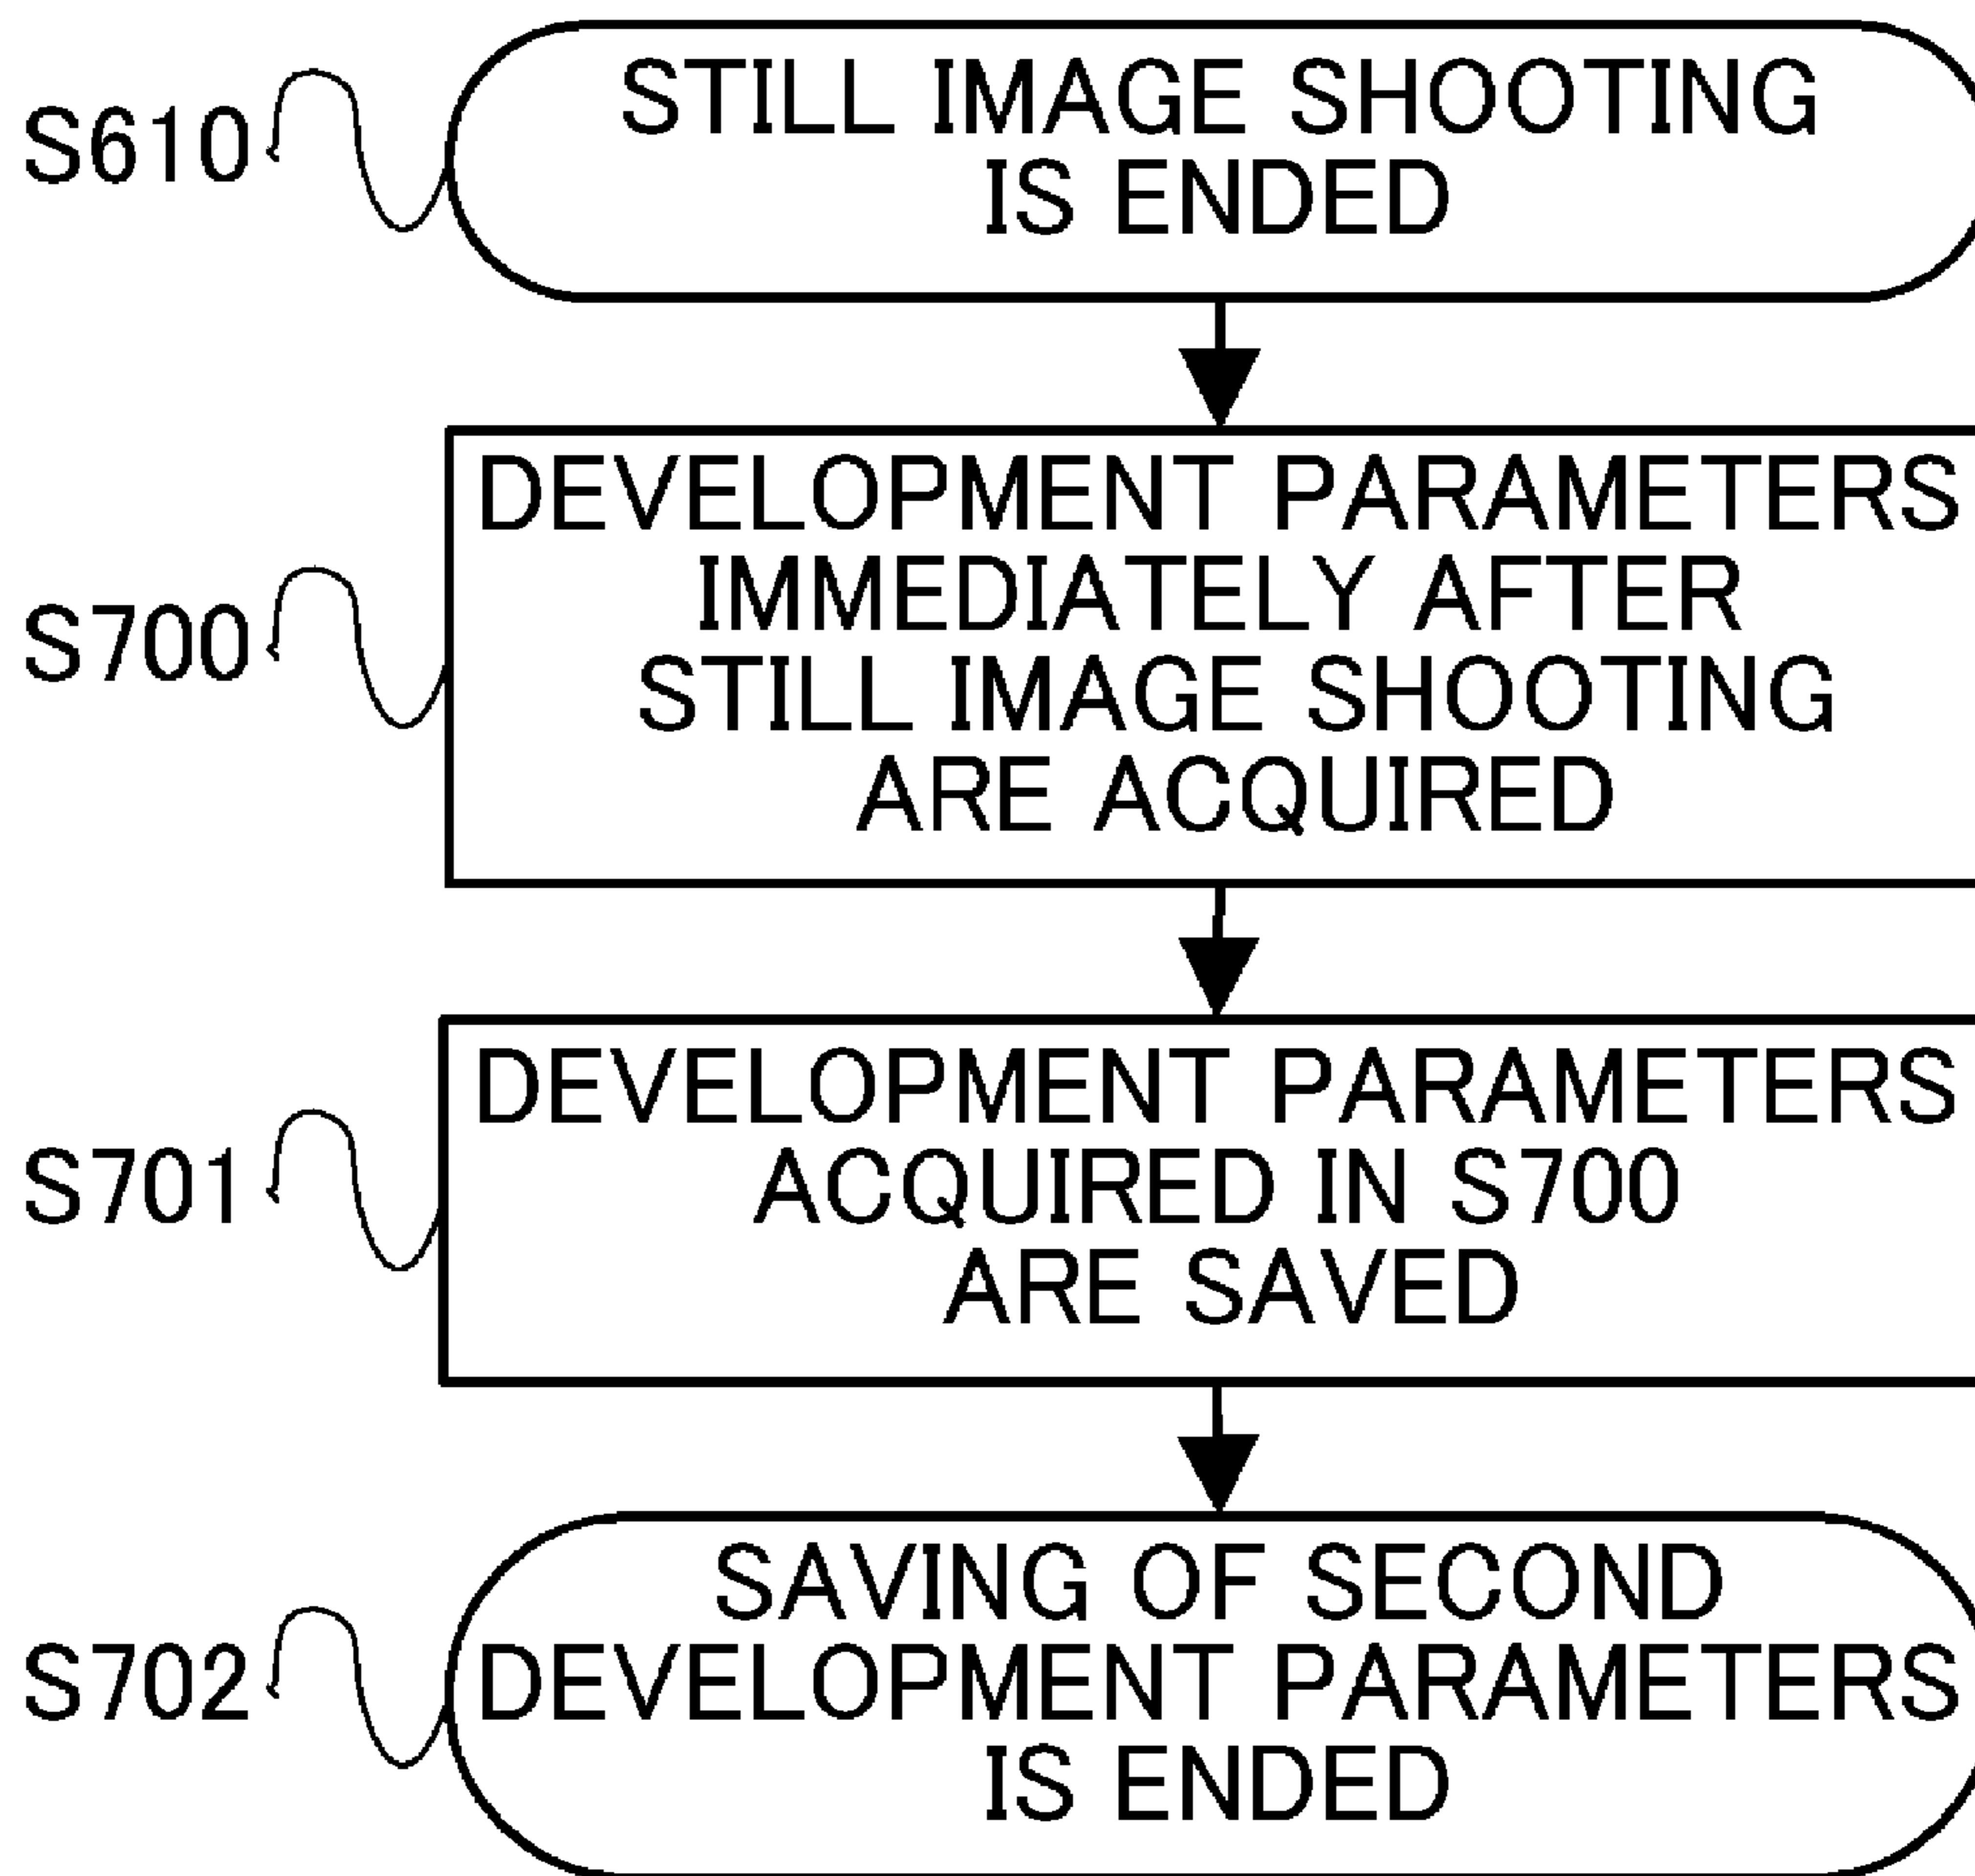 S610
STILL IMAGE SHOOTING
IS ENDED
S700
DEVELOPMENT PARAMETERS
IMMEDIATELY AFTER
STILL IMAGE SHOOTING
ARE ACQUIRED
S701
DEVELOPMENT PARAMETERS
ACQUIRED IN S700
ARE SAVED
S702
SAVING OF SECOND
DEVELOPMENT PARAMETERS
IS ENDED